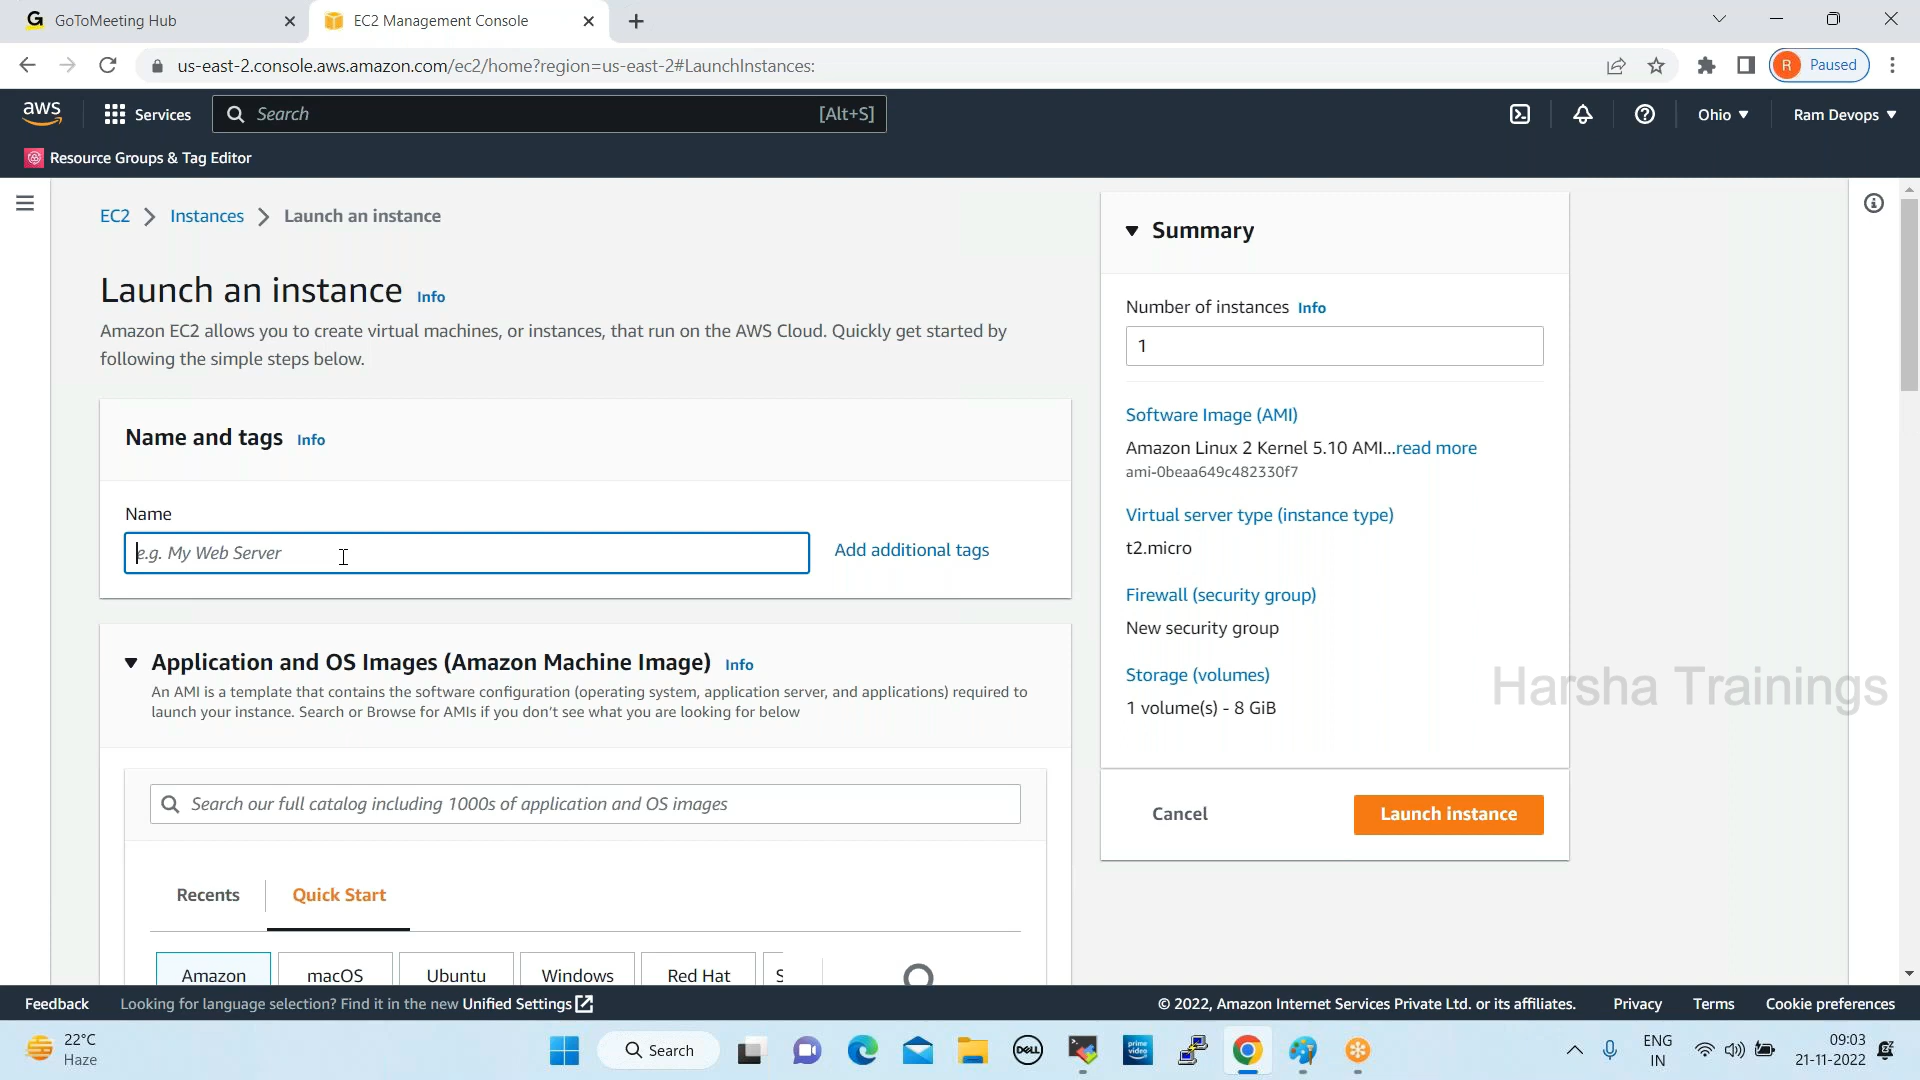 GoToMeeting Hub
EC2 Management Console
us-east-2.console.aws.amazon.com/ec2/home?region=us-east-2#LaunchInstances:
R Paused
aws
Services
Search
[Alt+S]
Ohio
Ram Devops
Resource Groups & Tag Editor
EC2
Instances
Launch an instance
Launch an instance Info
Amazon EC2 allows you to create virtual machines, or instances, that run on the AWS Cloud. Quickly get started by
following the simple steps below.
Name and tags Info
Name
e.g. My Web Server
Add additional tags
Application and OS Images (Amazon Machine Image) Info
An AMI is a template that contains the software configuration (operating system, application server, and applications) required to
launch your instance. Search or Browse for AMIs if you don't see what you are looking for below
Search our full catalog including 1000s of application and OS images
Recents
Quick Start
Amazon
macOS
Ubuntu
Windows
Red Hat
S
Summary
Number of instances Info
1
Software Image (AMI)
Amazon Linux 2 Kernel 5.10 AMI...read more
ami-0beaa649c482330f7
Virtual server type (instance type)
t2.micro
Firewall (security group)
New security group
Storage (volumes)
1 volume(s) - 8 GiB
Cancel
Launch instance
Harsha Trainings
Feedback
Looking for language selection? Find it in the new Unified Settings
© 2022, Amazon Internet Services Private Ltd. or its affiliates.
Privacy
Terms
Cookie preferences
22°C
Haze
Search
DELL
prime video
ENG
IN
09:03
21-11-2022